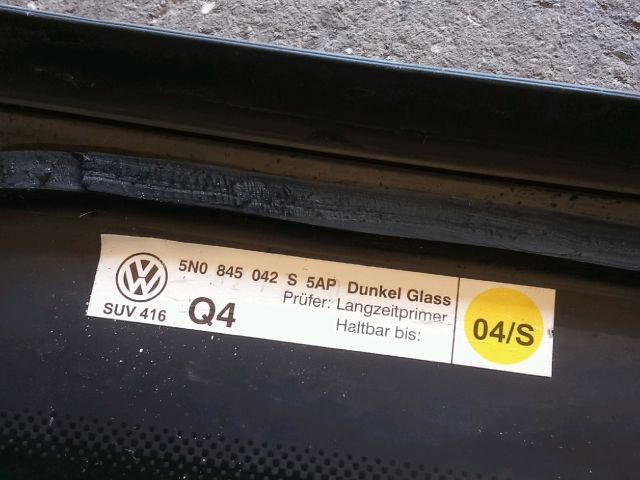 5N0 845 042 S 5AP Dunkel Glass
Prüfer: Langzeitprimer
SUV 416 Q4
Haltbar bis:
04/S